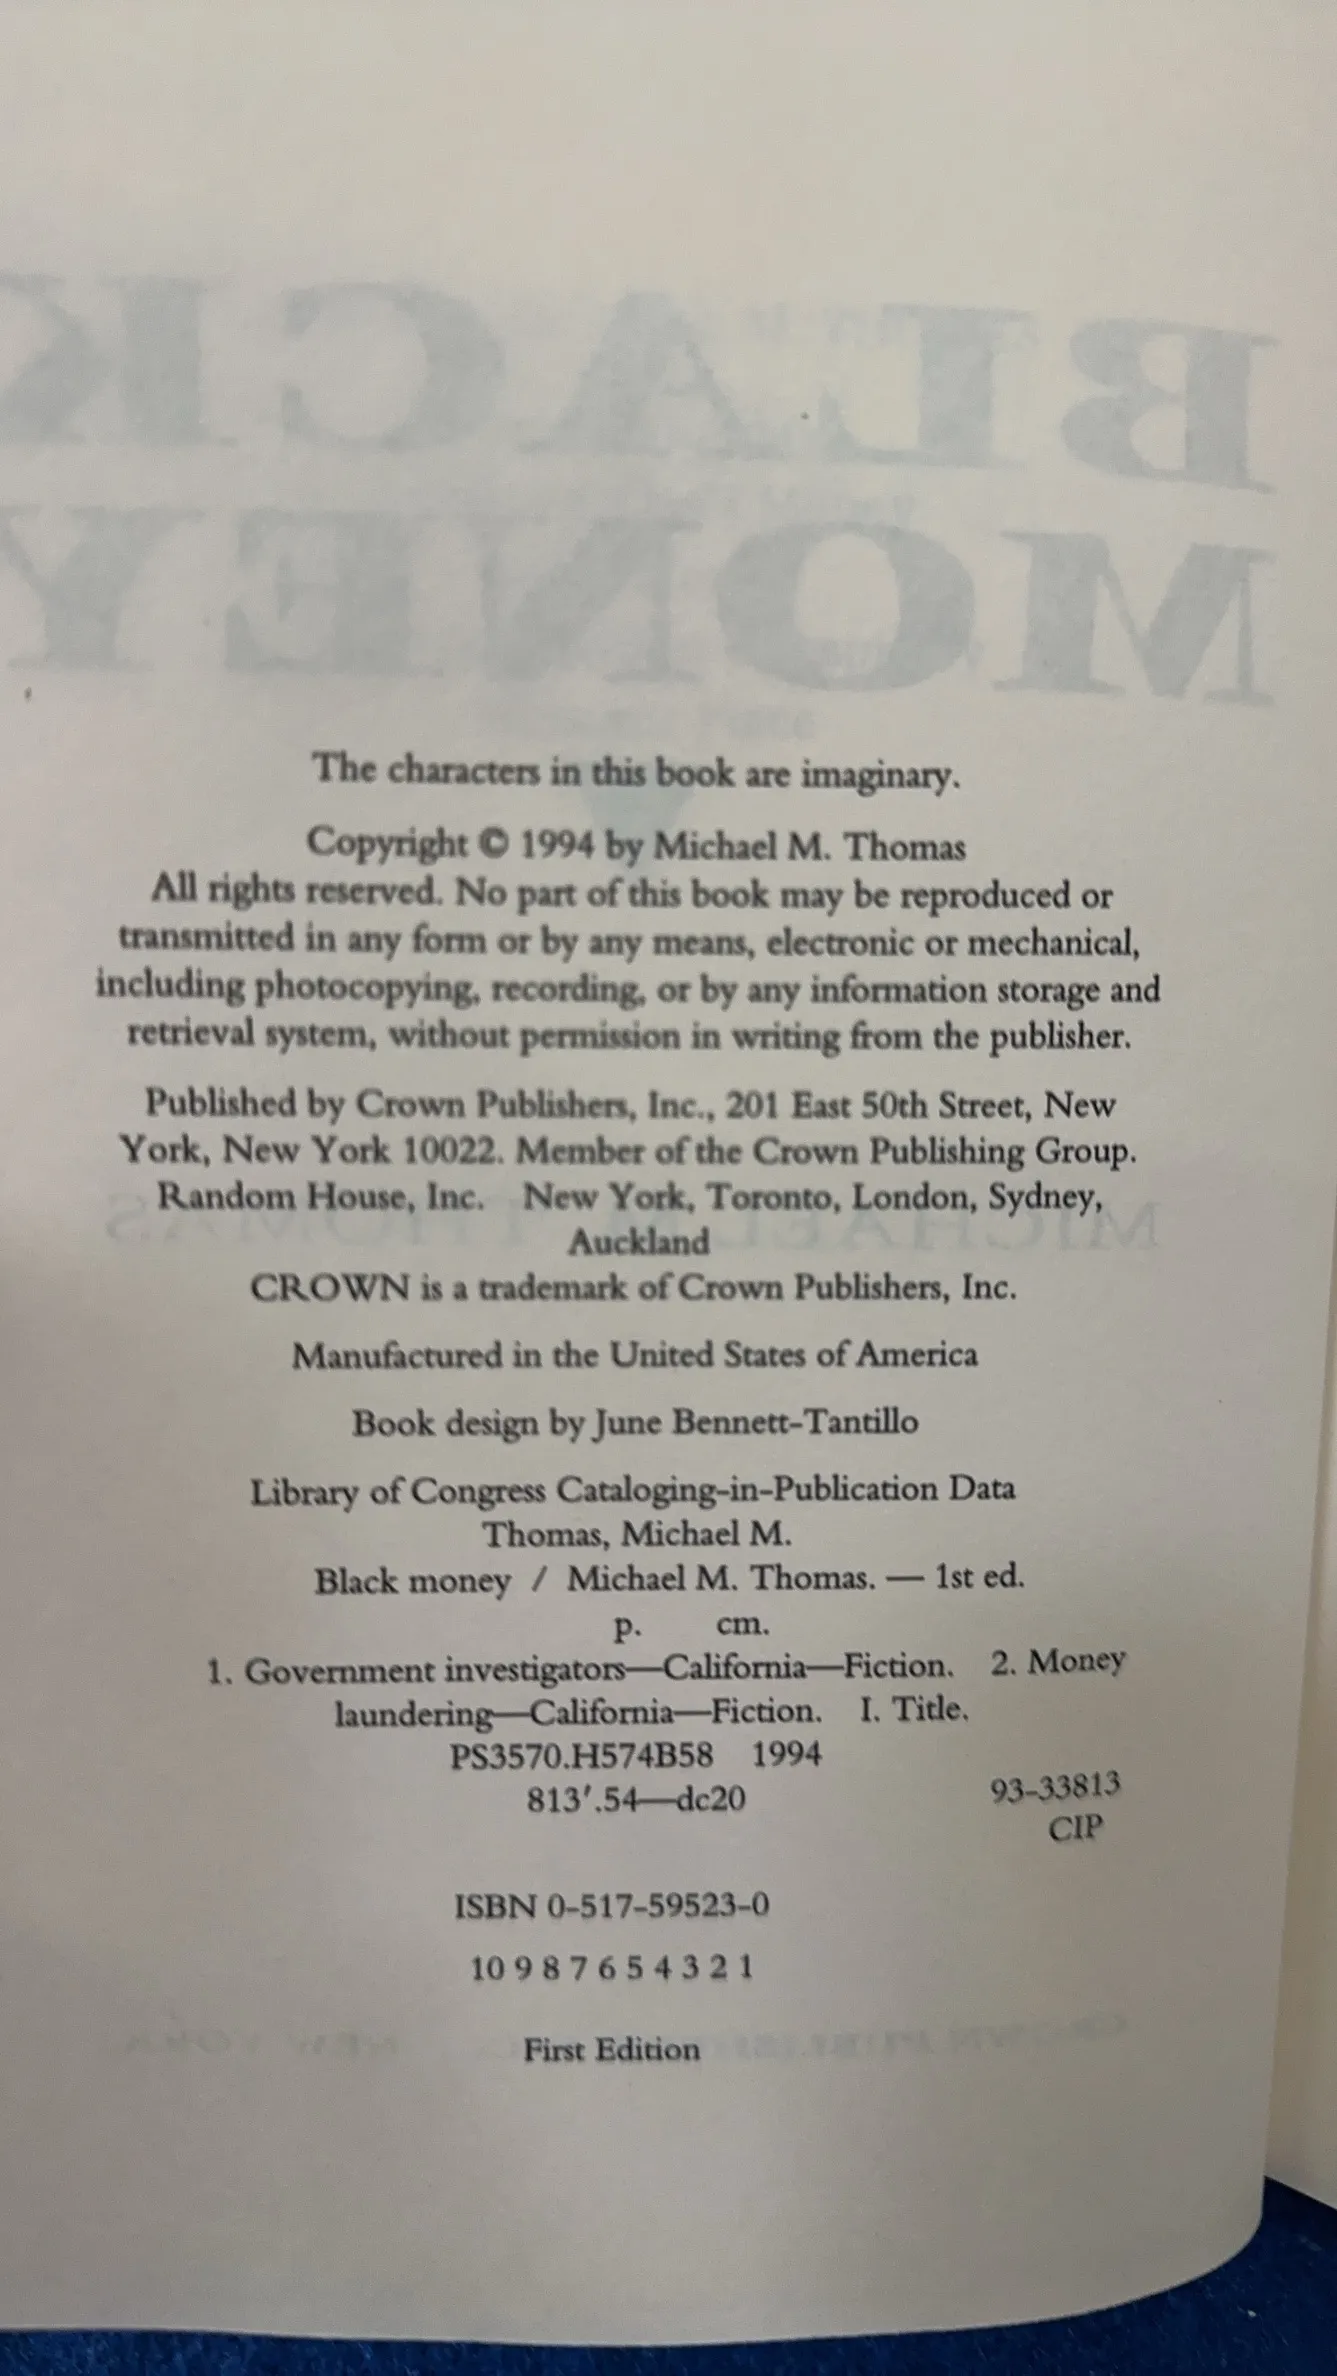 BLACK
MONEY
The characters in this book are imaginary.
Copyright © 1994 by Michael M. Thomas
All rights reserved. No part of this book may be reproduced or
transmitted in any form or by any means, electronic or mechanical,
including photocopying, recording, or by any information storage and
retrieval system, without permission in writing from the publisher.
Published by Crown Publishers, Inc., 201 East 50th Street, New
York, New York 10022. Member of the Crown Publishing Group.
Random House, Inc. New York, Toronto, London, Sydney,
Auckland
CROWN is a trademark of Crown Publishers, Inc.
Manufactured in the United States of America
Book design by June Bennett-Tantillo
Library of Congress Cataloging-in-Publication Data
Thomas, Michael M.
Black money / Michael M. Thomas. — 1st ed.
p. cm.
1. Government investigators—California—Fiction. 2. Money
laundering—California—Fiction. I. Title.
PS3570.H574B58 1994
813'.54—dc20 93-33813
CIP
ISBN 0-517-59523-0
10 9 8 7 6 5 4 3 2 1
First Edition